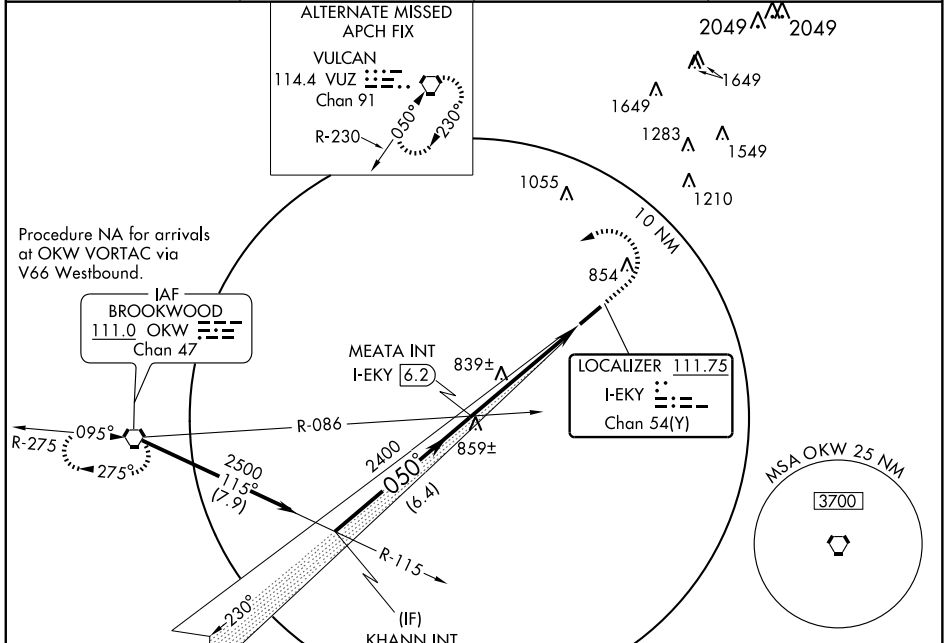 ALTERNATE MISSED
APCH FIX
VULCAN
114.4 VUZ
Chan 91
R-230
050°
230°
2049
2049
1649
1649
1283
1549
1210
1055
10 NM
854
Procedure NA for arrivals
at OKW VORTAC via
V66 Westbound.
IAF
BROOKWOOD
111.0 OKW
Chan 47
MEATA INT
I-EKY 6.2
839±
859±
LOCALIZER 111.75
I-EKY
Chan 54(Y)
R-275
095°
275°
R-086
2500
115°
(7.9)
2400
050°
(6.4)
R-115
230°
(IF)
KHANN INT
MSA OKW 25 NM
3700